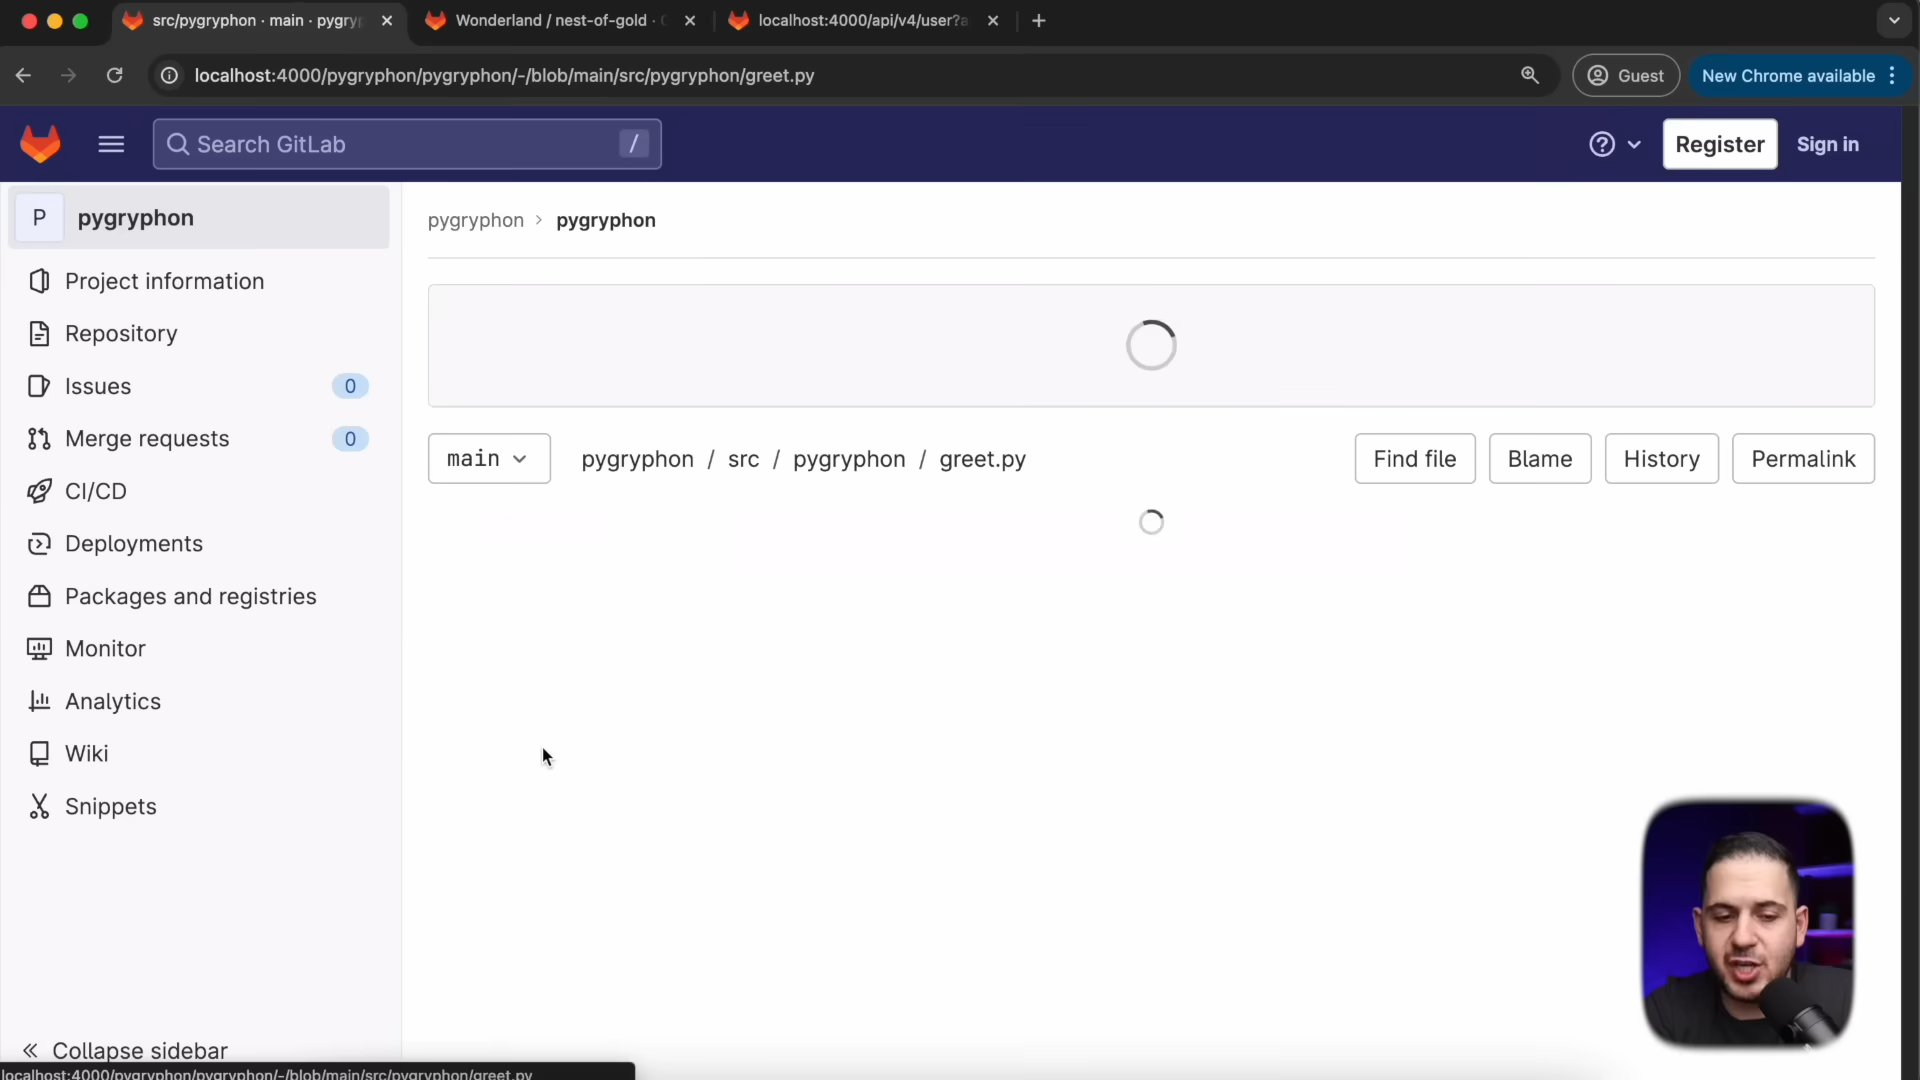 src/pygryphon · main · pygry
Wonderland / nest-of-gold ·
localhost:4000/api/v4/user?a
localhost:4000/pygryphon/pygryphon/-/blob/main/src/pygryphon/greet.py
Guest
New Chrome available
Search GitLab
/
Register
Sign in
P
pygryphon
pygryphon > pygryphon
Project information
Repository
Issues 0
Merge requests 0
CI/CD
Deployments
Packages and registries
Monitor
Analytics
Wiki
Snippets
main
pygryphon / src / pygryphon / greet.py
Find file
Blame
History
Permalink
Collapse sidebar
localhost:4000/pygryphon/pygryphon/-/blob/main/src/pygryphon/greet.py